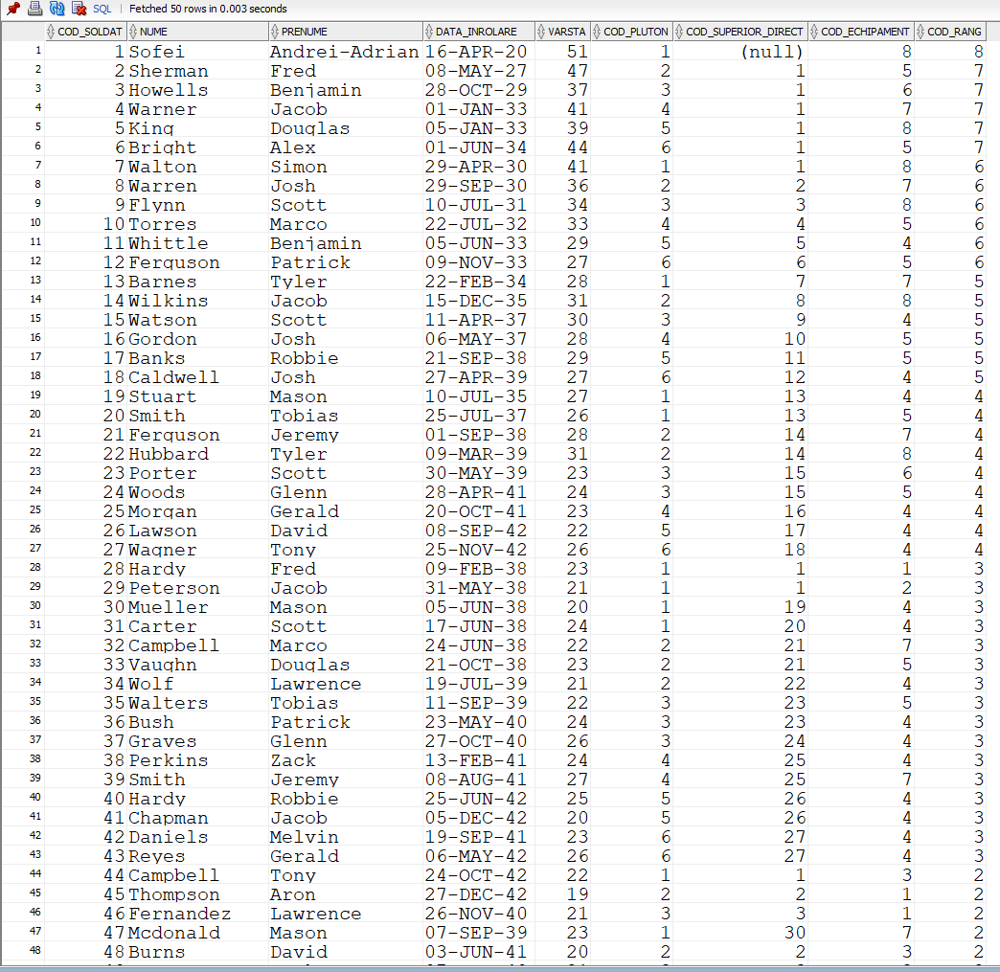 SQL | Fetched 50 rows in 0.003 seconds
COD_SOLDAT NUME PRENUME DATA_INROLARE VARSTA COD_PLUTON COD_SUPERIOR_DIRECT COD_ECHIPAMENT COD_RANG
1 1 Sofei Andrei-Adrian 16-APR-20 51 1 (null) 8 8
2 2 Sherman Fred 08-MAY-27 47 2 1 5 7
3 3 Howells Benjamin 28-OCT-29 37 3 1 6 7
4 4 Warner Jacob 01-JAN-33 41 4 1 7 7
5 5 King Douglas 05-JAN-33 39 5 1 8 7
6 6 Bright Alex 01-JUN-34 44 6 1 5 7
7 7 Walton Simon 29-APR-30 41 1 1 8 6
8 8 Warren Josh 29-SEP-30 36 2 2 7 6
9 9 Flynn Scott 10-JUL-31 34 3 3 8 6
10 10 Torres Marco 22-JUL-32 33 4 4 5 6
11 11 Whittle Benjamin 05-JUN-33 29 5 5 4 6
12 12 Ferguson Patrick 09-NOV-33 27 6 6 5 6
13 13 Barnes Tyler 22-FEB-34 28 1 7 7 5
14 14 Wilkins Jacob 15-DEC-35 31 2 8 8 5
15 15 Watson Scott 11-APR-37 30 3 9 4 5
16 16 Gordon Josh 06-MAY-37 28 4 10 5 5
17 17 Banks Robbie 21-SEP-38 29 5 11 5 5
18 18 Caldwell Josh 27-APR-39 27 6 12 4 5
19 19 Stuart Mason 10-JUL-35 27 1 13 4 4
20 20 Smith Tobias 25-JUL-37 26 1 13 5 4
21 21 Ferguson Jeremy 01-SEP-38 28 2 14 7 4
22 22 Hubbard Tyler 09-MAR-39 31 2 14 8 4
23 23 Porter Scott 30-MAY-39 23 3 15 6 4
24 24 Woods Glenn 28-APR-41 24 3 15 5 4
25 25 Morgan Gerald 20-OCT-41 23 4 16 4 4
26 26 Lawson David 08-SEP-42 22 5 17 4 4
27 27 Wagner Tony 25-NOV-42 26 6 18 4 4
28 28 Hardy Fred 09-FEB-38 23 1 1 1 3
29 29 Peterson Jacob 31-MAY-38 21 1 1 2 3
30 30 Mueller Mason 05-JUN-38 20 1 19 4 3
31 31 Carter Scott 17-JUN-38 24 1 20 4 3
32 32 Campbell Marco 24-JUN-38 22 2 21 7 3
33 33 Vaughn Douglas 21-OCT-38 23 2 21 5 3
34 34 Wolf Lawrence 19-JUL-39 21 2 22 4 3
35 35 Walters Tobias 11-SEP-39 22 3 23 5 3
36 36 Bush Patrick 23-MAY-40 24 3 23 4 3
37 37 Graves Glenn 27-OCT-40 26 3 24 4 3
38 38 Perkins Zack 13-FEB-41 24 4 25 4 3
39 39 Smith Jeremy 08-AUG-41 27 4 25 7 3
40 40 Hardy Robbie 25-JUN-42 25 5 26 4 3
41 41 Chapman Jacob 05-DEC-42 20 5 26 4 3
42 42 Daniels Melvin 19-SEP-41 23 6 27 4 3
43 43 Reyes Gerald 06-MAY-42 26 6 27 4 3
44 44 Campbell Tony 24-OCT-42 22 1 1 3 2
45 45 Thompson Aron 27-DEC-42 19 2 2 1 2
46 46 Fernandez Lawrence 26-NOV-40 21 3 3 1 2
47 47 Mcdonald Mason 07-SEP-39 23 1 30 7 2
48 48 Burns David 03-JUN-41 20 2 2 3 2